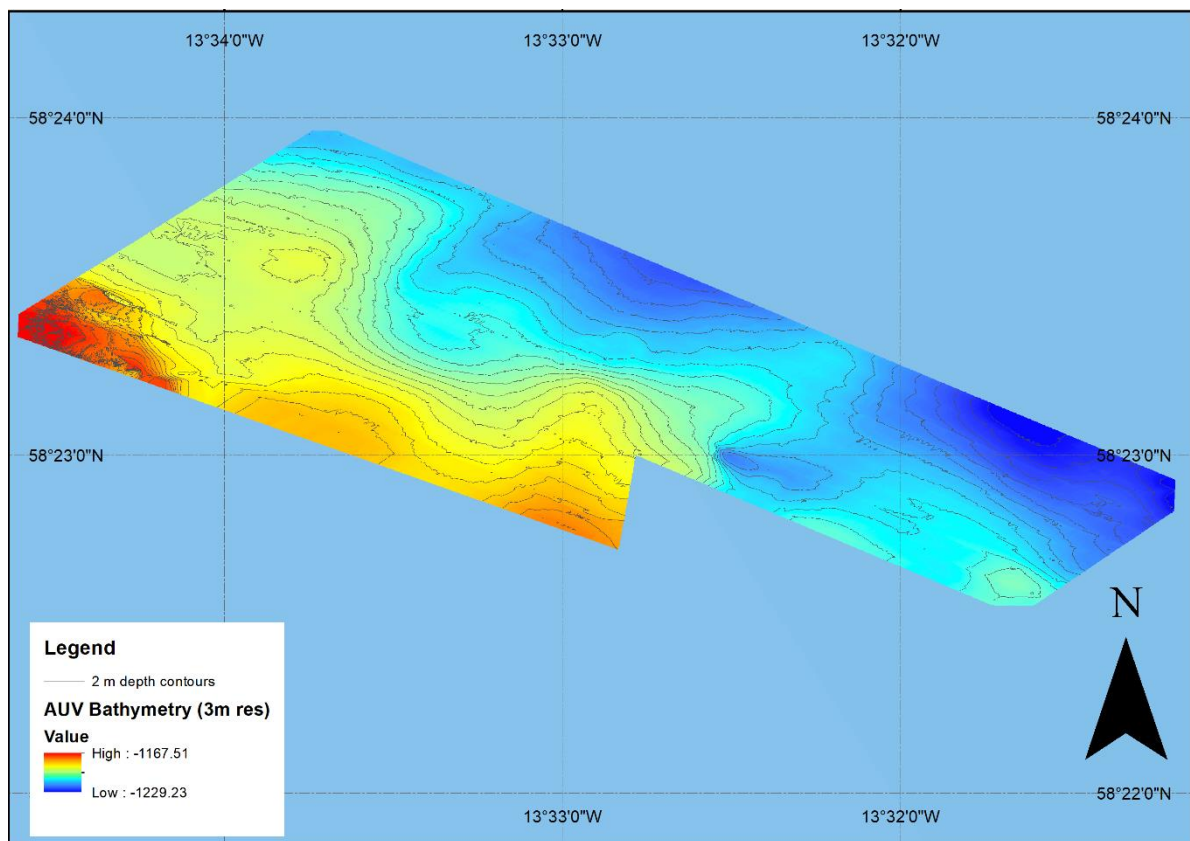 13°34'0"W 13°33'0"W 13°32'0"W
58°24'0"N 58°24'0"N
58°23'0"N 58°23'0"N
N
Legend
2 m depth contours
AUV Bathymetry (3m res)
Value
High : -1167.51
Low : -1229.23
58°22'0"N
13°33'0"W 13°32'0"W